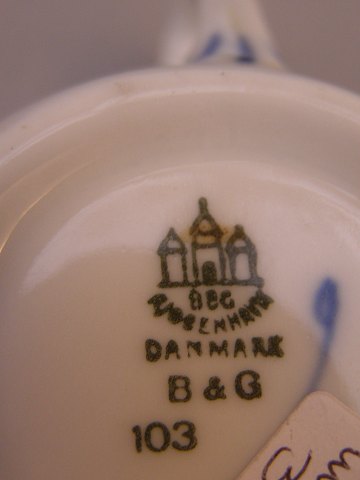 B&G
KJØBENHAVN
DANMARK
B & G
103